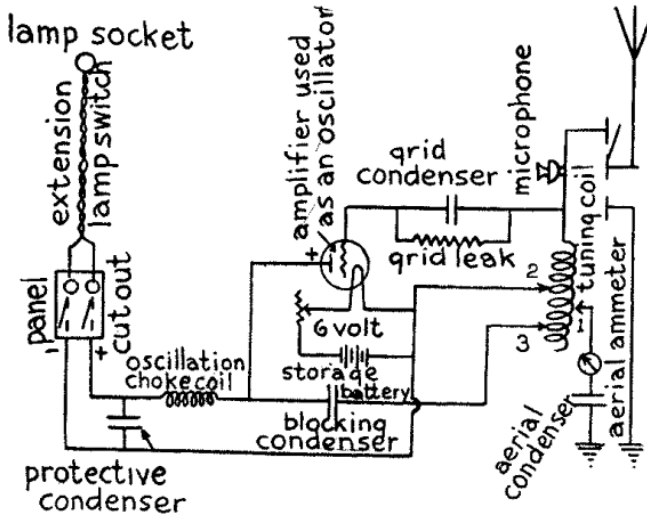 lamp socket
extension
lamp switch
panel
cut out
-
+
oscillation
choke coil
protective
condenser
amplifier used
as an oscillator
+
6 volt
storage
battery
blocking
condenser
grid
condenser
grid leak
microphone
tuning coil
2
1
3
aerial ammeter
aerial
condenser